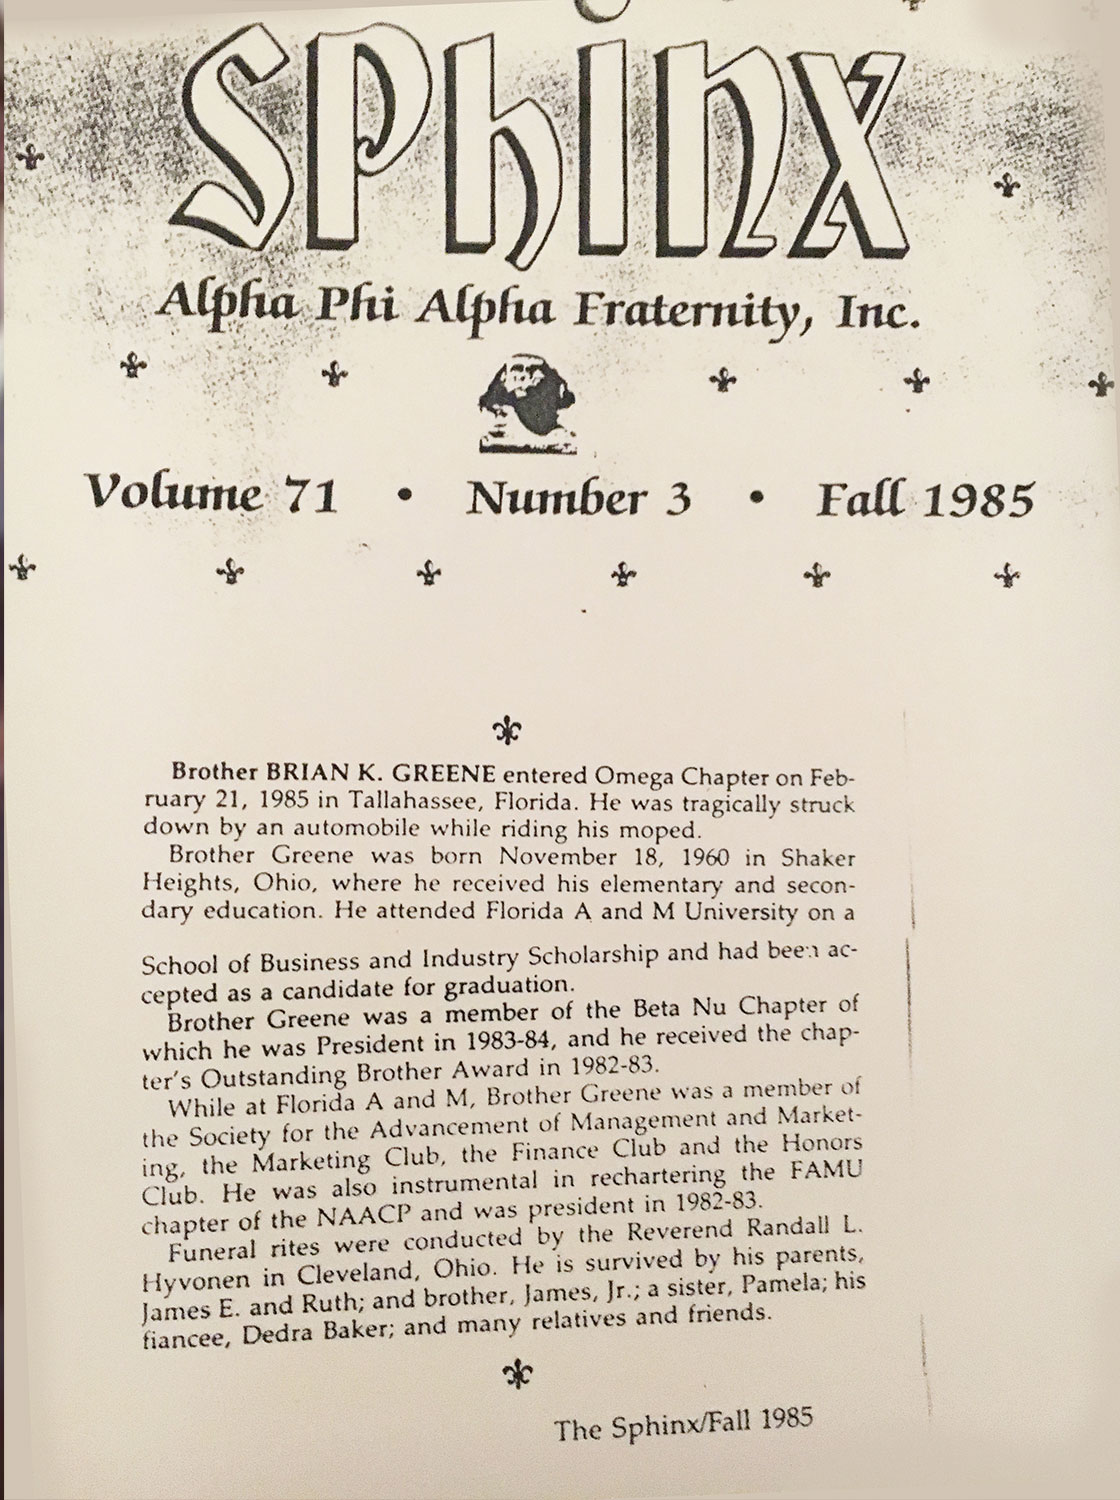 Sphinx
Alpha Phi Alpha Fraternity, Inc.
Volume 71 • Number 3 • Fall 1985
Brother BRIAN K. GREENE entered Omega Chapter on Feb-
ruary 21, 1985 in Tallahassee, Florida. He was tragically struck
down by an automobile while riding his moped.
Brother Greene was born November 18, 1960 in Shaker
Heights, Ohio, where he received his elementary and secon-
dary education. He attended Florida A and M University on a
School of Business and Industry Scholarship and had been ac-
cepted as a candidate for graduation.
Brother Greene was a member of the Beta Nu Chapter of
which he was President in 1983-84, and he received the chap-
ter's Outstanding Brother Award in 1982-83.
While at Florida A and M, Brother Greene was a member of
the Society for the Advancement of Management and Market-
ing, the Marketing Club, the Finance Club and the Honors
Club. He was also instrumental in rechartering the FAMU
chapter of the NAACP and was president in 1982-83.
Funeral rites were conducted by the Reverend Randall L.
Hyvonen in Cleveland, Ohio. He is survived by his parents,
James E. and Ruth; and brother, James, Jr.; a sister, Pamela; his
fiancee, Dedra Baker; and many relatives and friends.
The Sphinx/Fall 1985